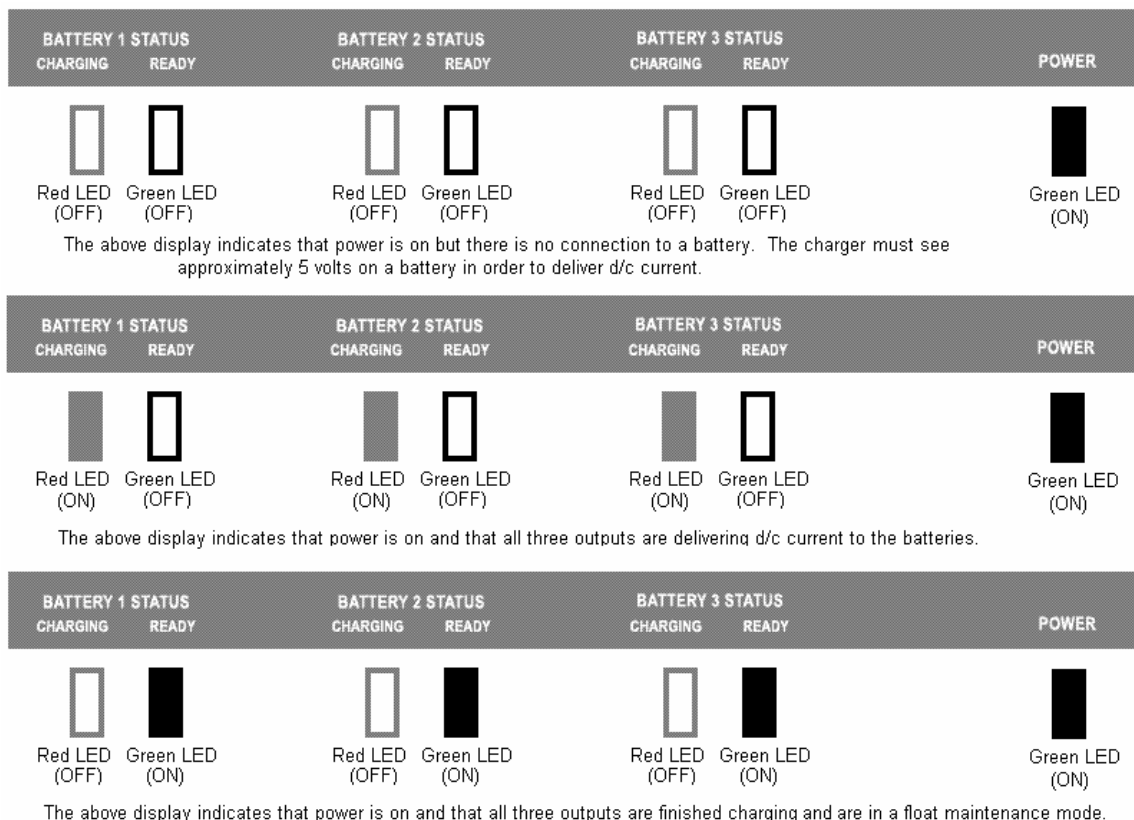 BATTERY 1 STATUS BATTERY 2 STATUS BATTERY 3 STATUS
CHARGING READY CHARGING READY CHARGING READY POWER
Red LED Green LED Red LED Green LED Red LED Green LED Green LED
(OFF) (OFF) (OFF) (OFF) (OFF) (OFF) (ON)
The above display indicates that power is on but there is no connection to a battery. The charger must see
approximately 5 volts on a battery in order to deliver d/c current.
BATTERY 1 STATUS BATTERY 2 STATUS BATTERY 3 STATUS
CHARGING READY CHARGING READY CHARGING READY POWER
Red LED Green LED Red LED Green LED Red LED Green LED Green LED
(ON) (OFF) (ON) (OFF) (ON) (OFF) (ON)
The above display indicates that power is on and that all three outputs are delivering d/c current to the batteries.
BATTERY 1 STATUS BATTERY 2 STATUS BATTERY 3 STATUS
CHARGING READY CHARGING READY CHARGING READY POWER
Red LED Green LED Red LED Green LED Red LED Green LED Green LED
(OFF) (ON) (OFF) (ON) (OFF) (ON) (ON)
The above display indicates that power is on and that all three outputs are finished charging and are in a float maintenance mode.